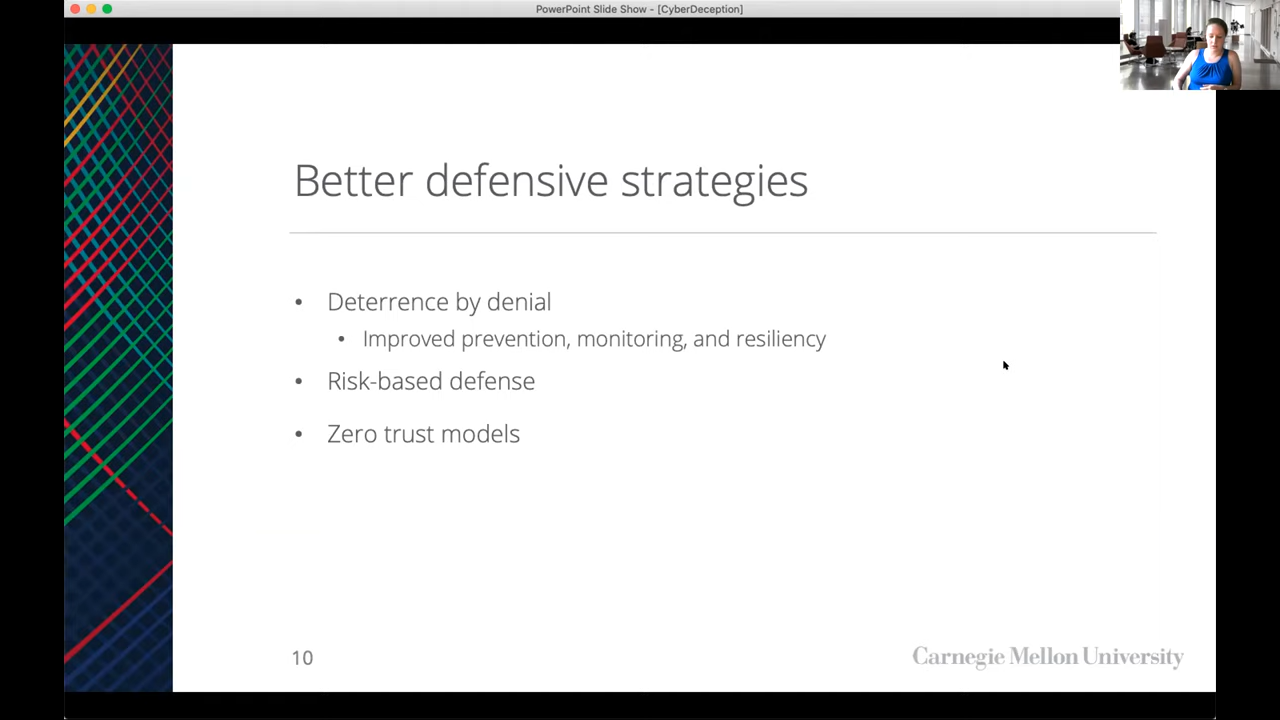 PowerPoint Slide Show - [CyberDeception]
Better defensive strategies
• Deterrence by denial
• Improved prevention, monitoring, and resiliency
• Risk-based defense
• Zero trust models
10
Carnegie Mellon University